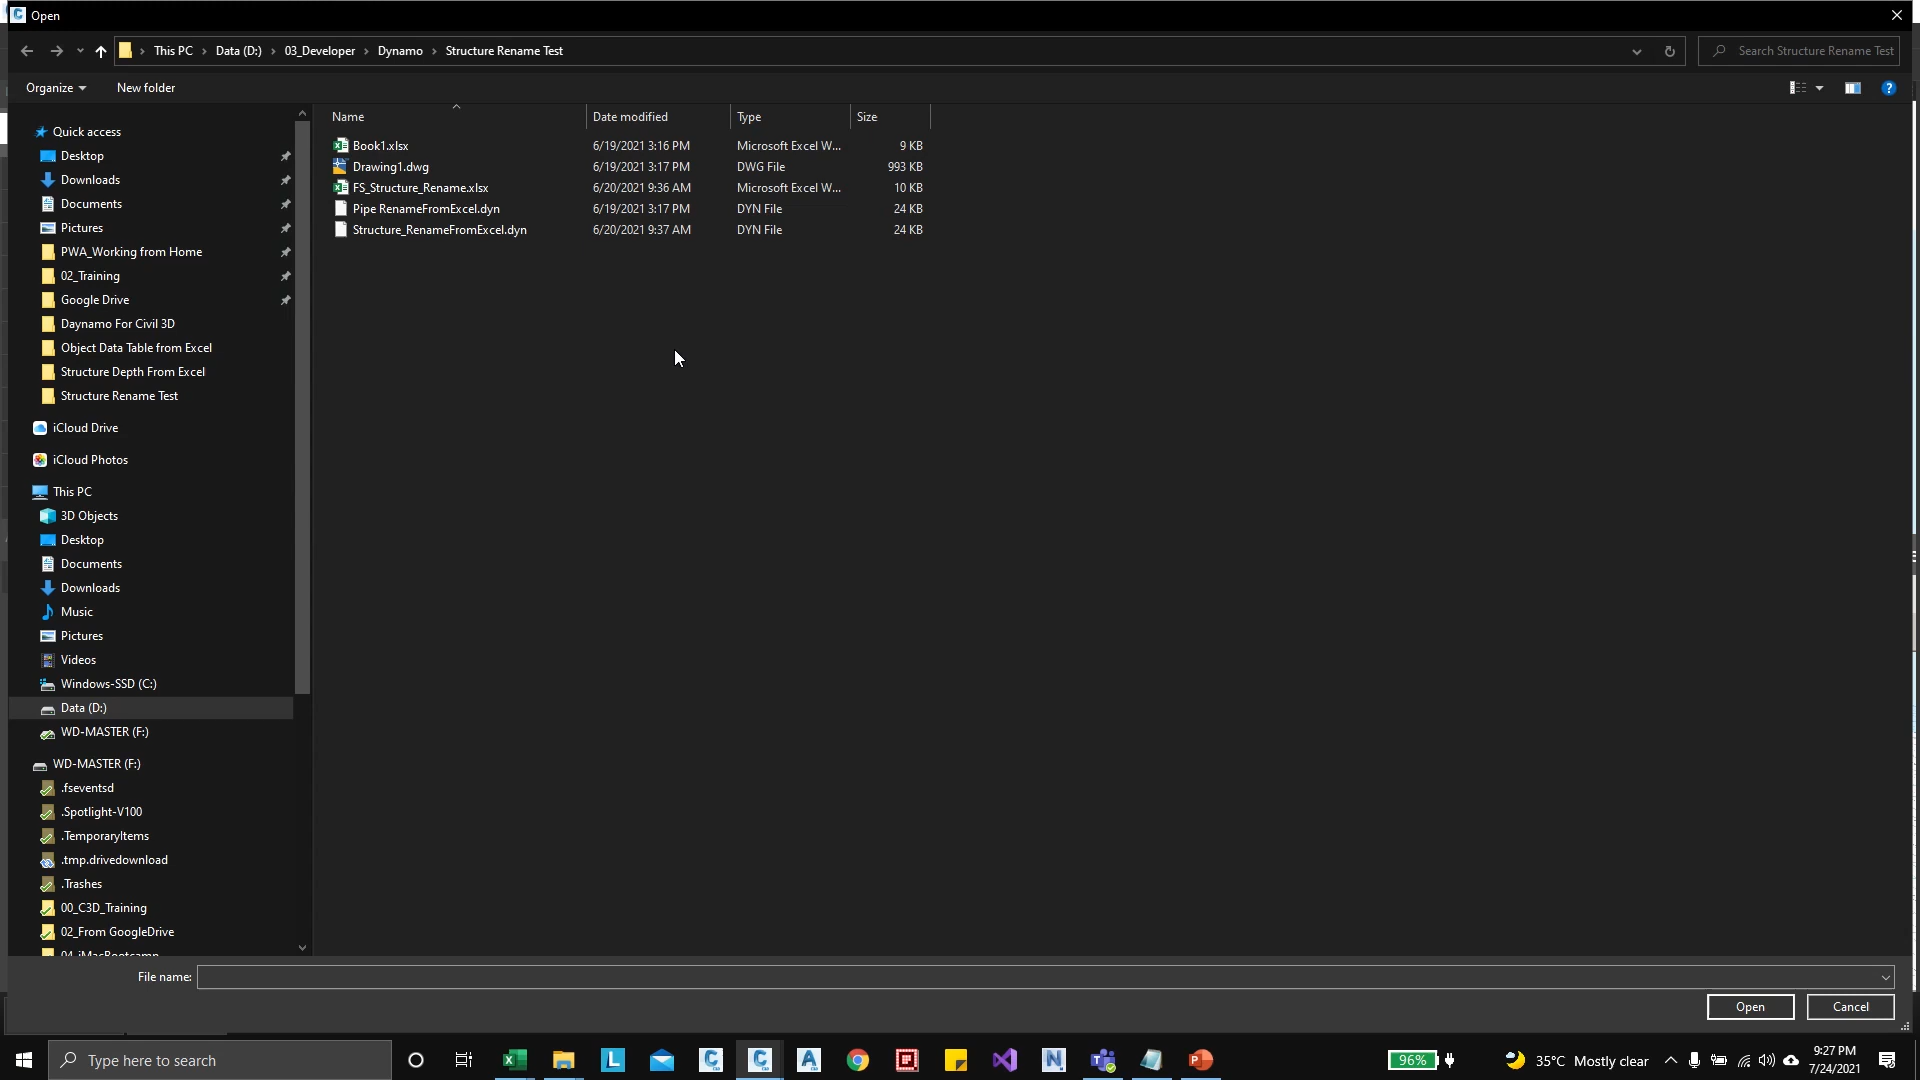 Open
This PC > Data (D:) > 03_Developer > Dynamo > Structure Rename Test
Search Structure Rename Test
Organize
New folder
Name
Date modified
Type
Size
Book1.xlsx 6/19/2021 3:16 PM Microsoft Excel W... 9 KB
Drawing1.dwg 6/19/2021 3:17 PM DWG File 993 KB
FS_Structure_Rename.xlsx 6/20/2021 9:36 AM Microsoft Excel W... 10 KB
Pipe RenameFromExcel.dyn 6/19/2021 3:17 PM DYN File 24 KB
Structure_RenameFromExcel.dyn 6/20/2021 9:37 AM DYN File 24 KB
Quick access
Desktop
Downloads
Documents
Pictures
PWA_Working from Home
02_Training
Google Drive
Daynamo For Civil 3D
Object Data Table from Excel
Structure Depth From Excel
Structure Rename Test
iCloud Drive
iCloud Photos
This PC
3D Objects
Desktop
Documents
Downloads
Music
Pictures
Videos
Windows-SSD (C:)
Data (D:)
WD-MASTER (F:)
WD-MASTER (F:)
.fseventsd
.Spotlight-V100
.TemporaryItems
.tmp.drivedownload
.Trashes
00_C3D_Training
02_From GoogleDrive
04_iMacBootcamp
File name:
Open
Cancel
Type here to search
96%
35°C Mostly clear
9:27 PM
7/24/2021